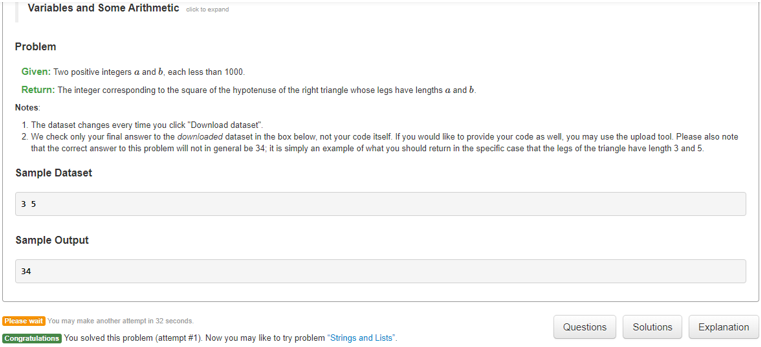 Variables and Some Arithmetic click to expand
Problem
Given: Two positive integers a and b, each less than 1000.
Return: The integer corresponding to the square of the hypotenuse of the right triangle whose legs have lengths a and b.
Notes:
1. The dataset changes every time you click "Download dataset".
2. We check only your final answer to the downloaded dataset in the box below, not your code itself. If you would like to provide your code as well, you may use the upload tool. Please also note
that the correct answer to this problem will not in general be 34; it is simply an example of what you should return in the specific case that the legs of the triangle have length 3 and 5.
Sample Dataset
3 5
Sample Output
34
Please wait You may make another attempt in 32 seconds.
Congratulations You solved this problem (attempt #1). Now you may like to try problem "Strings and Lists".
Questions Solutions Explanation